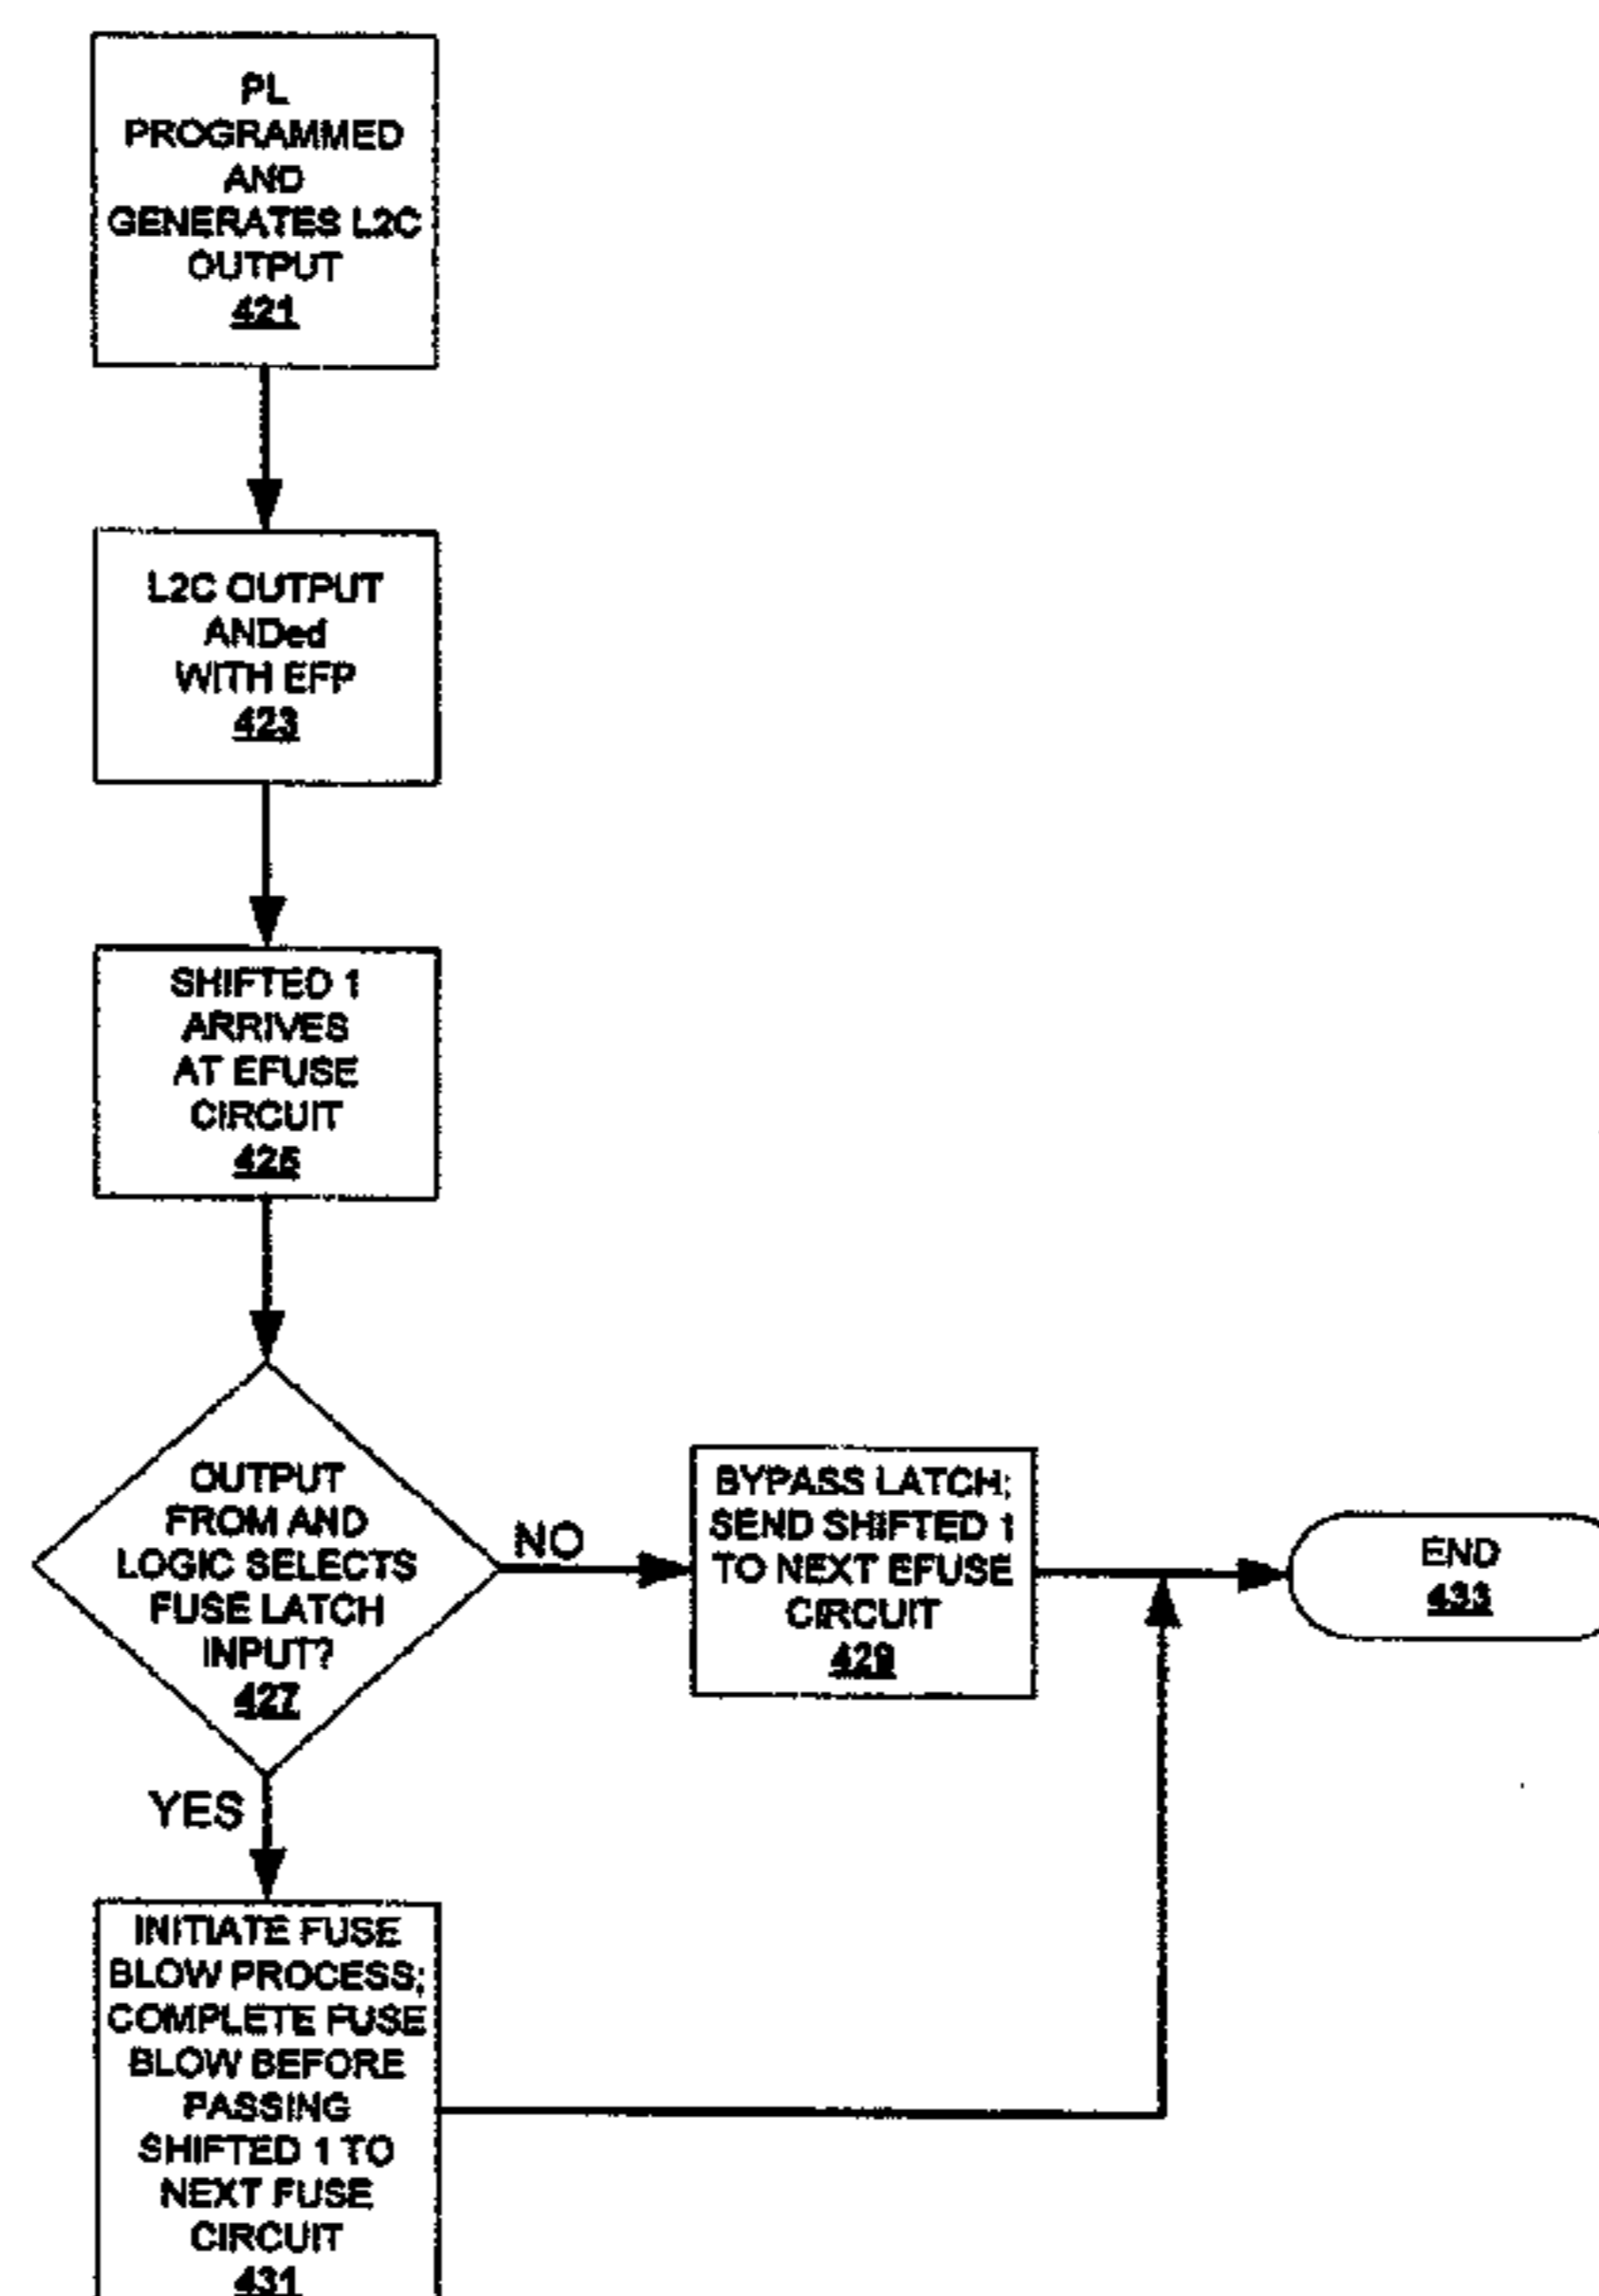 PL
PROGRAMMED
AND
GENERATES L2C
OUTPUT
421
L2C OUTPUT
ANDed
WITH EFP
423
SHIFTED 1
ARRIVES
AT EFUSE
CIRCUIT
425
OUTPUT
FROM AND
LOGIC SELECTS
FUSE LATCH
INPUT?
427
NO
BYPASS LATCH;
SEND SHIFTED 1
TO NEXT EFUSE
CIRCUIT
429
END
433
YES
INITIATE FUSE
BLOW PROCESS;
COMPLETE FUSE
BLOW BEFORE
PASSING
SHIFTED 1 TO
NEXT FUSE
CIRCUIT
431